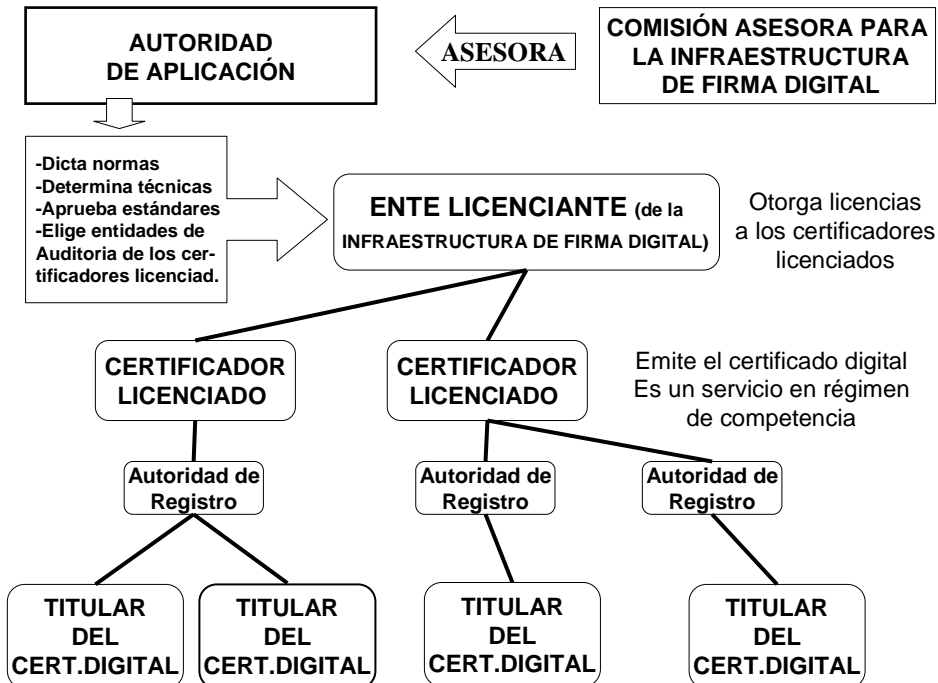 AUTORIDAD
DE APLICACIÓN
ASESORA
COMISIÓN ASESORA PARA
LA INFRAESTRUCTURA
DE FIRMA DIGITAL
-Dicta normas
-Determina técnicas
-Aprueba estándares
-Elige entidades de
Auditoria de los cer-
tificadores licenciad.
ENTE LICENCIANTE (de la
INFRAESTRUCTURA DE FIRMA DIGITAL)
Otorga licencias
a los certificadores
licenciados
CERTIFICADOR
LICENCIADO
CERTIFICADOR
LICENCIADO
Emite el certificado digital
Es un servicio en régimen
de competencia
Autoridad de
Registro
Autoridad de
Registro
Autoridad de
Registro
TITULAR
DEL
CERT.DIGITAL
TITULAR
DEL
CERT.DIGITAL
TITULAR
DEL
CERT.DIGITAL
TITULAR
DEL
CERT.DIGITAL